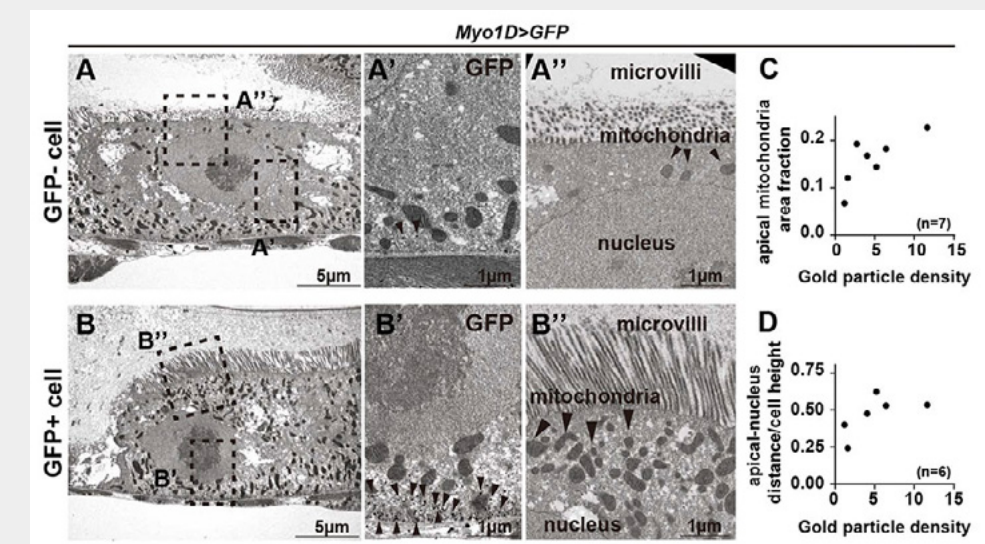 Myo1D>GFP
GFP- cell
A
A''
A'
5µm
A'
GFP
1µm
A''
microvilli
mitochondria
nucleus
1µm
C
apical mitochondria
area fraction
0.2
0.1
0.0
0 5 10 15
(n=7)
Gold particle density
GFP+ cell
B
B''
B'
5µm
B'
GFP
1µm
B''
microvilli
mitochondria
nucleus
1µm
D
apical-nucleus
distance/cell height
0.75
0.50
0.25
0.00
0 5 10 15
(n=6)
Gold particle density